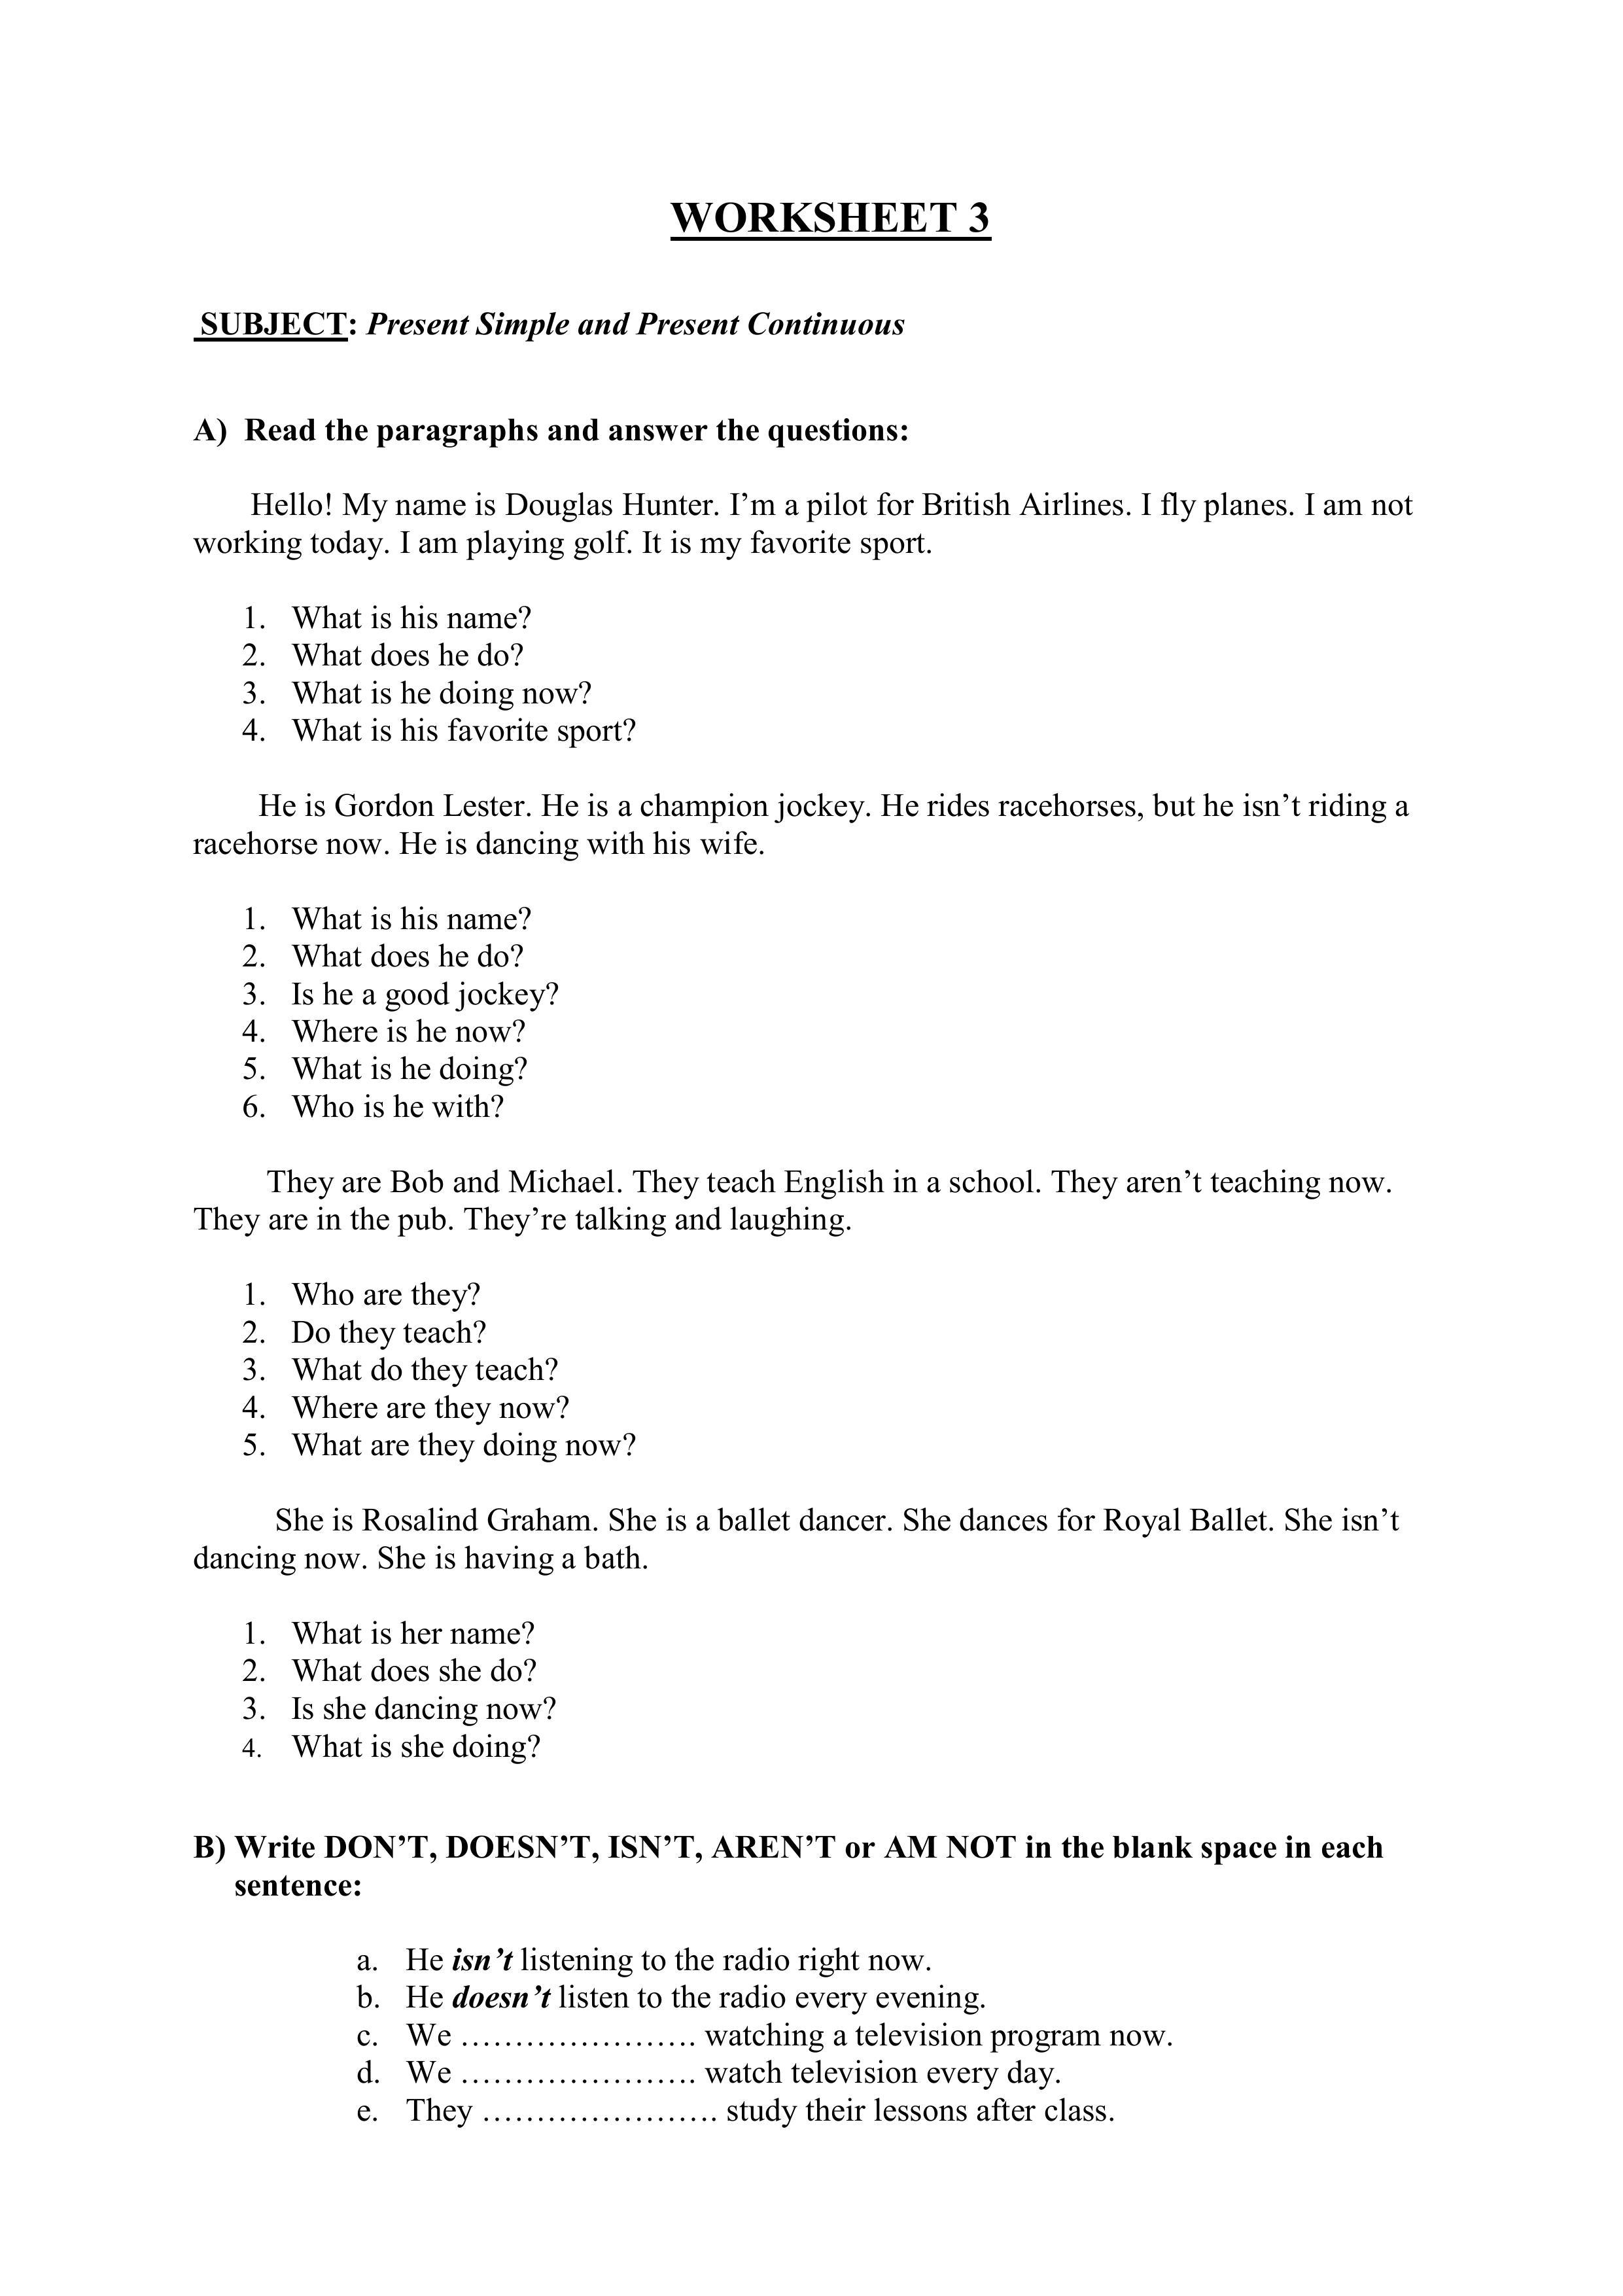 WORKSHEET 3
SUBJECT: Present Simple and Present Continuous
A) Read the paragraphs and answer the questions:
Hello! My name is Douglas Hunter. I’m a pilot for British Airlines. I fly planes. I am not
working today. I am playing golf. It is my favorite sport.
1. What is his name?
2. What does he do?
3. What is he doing now?
4. What is his favorite sport?
He is Gordon Lester. He is a champion jockey. He rides racehorses, but he isn’t riding a
racehorse now. He is dancing with his wife.
1. What is his name?
2. What does he do?
3. Is he a good jockey?
4. Where is he now?
5. What is he doing?
6. Who is he with?
They are Bob and Michael. They teach English in a school. They aren’t teaching now.
They are in the pub. They’re talking and laughing.
1. Who are they?
2. Do they teach?
3. What do they teach?
4. Where are they now?
5. What are they doing now?
She is Rosalind Graham. She is a ballet dancer. She dances for Royal Ballet. She isn’t
dancing now. She is having a bath.
1. What is her name?
2. What does she do?
3. Is she dancing now?
4. What is she doing?
B) Write DON’T, DOESN’T, ISN’T, AREN’T or AM NOT in the blank space in each
sentence:
a. He isn’t listening to the radio right now.
b. He doesn’t listen to the radio every evening.
c. We …………………. watching a television program now.
d. We …………………. watch television every day.
e. They …………………. study their lessons after class.